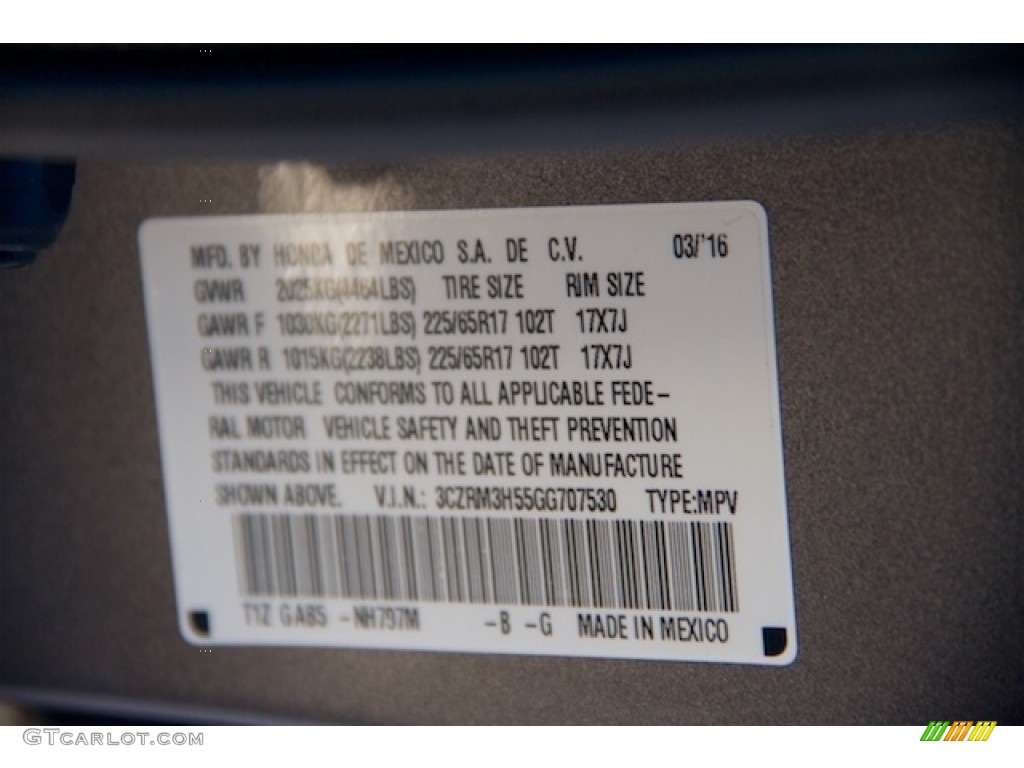 MFD. BY HONDA DE MEXICO S.A. DE C.V. 03/'16
GVWR 2025KG(4464LBS) TIRE SIZE RIM SIZE
GAWR F 1030KG(2271LBS) 225/65R17 102T 17X7J
GAWR R 1015KG(2238LBS) 225/65R17 102T 17X7J
THIS VEHICLE CONFORMS TO ALL APPLICABLE FEDE-
RAL MOTOR VEHICLE SAFETY AND THEFT PREVENTION
STANDARDS IN EFFECT ON THE DATE OF MANUFACTURE
SHOWN ABOVE. V.I.N.: 3CZRM3H55GG707530 TYPE:MPV
T1Z GA85 -NH797M -B -G MADE IN MEXICO
GTCARLOT.COM